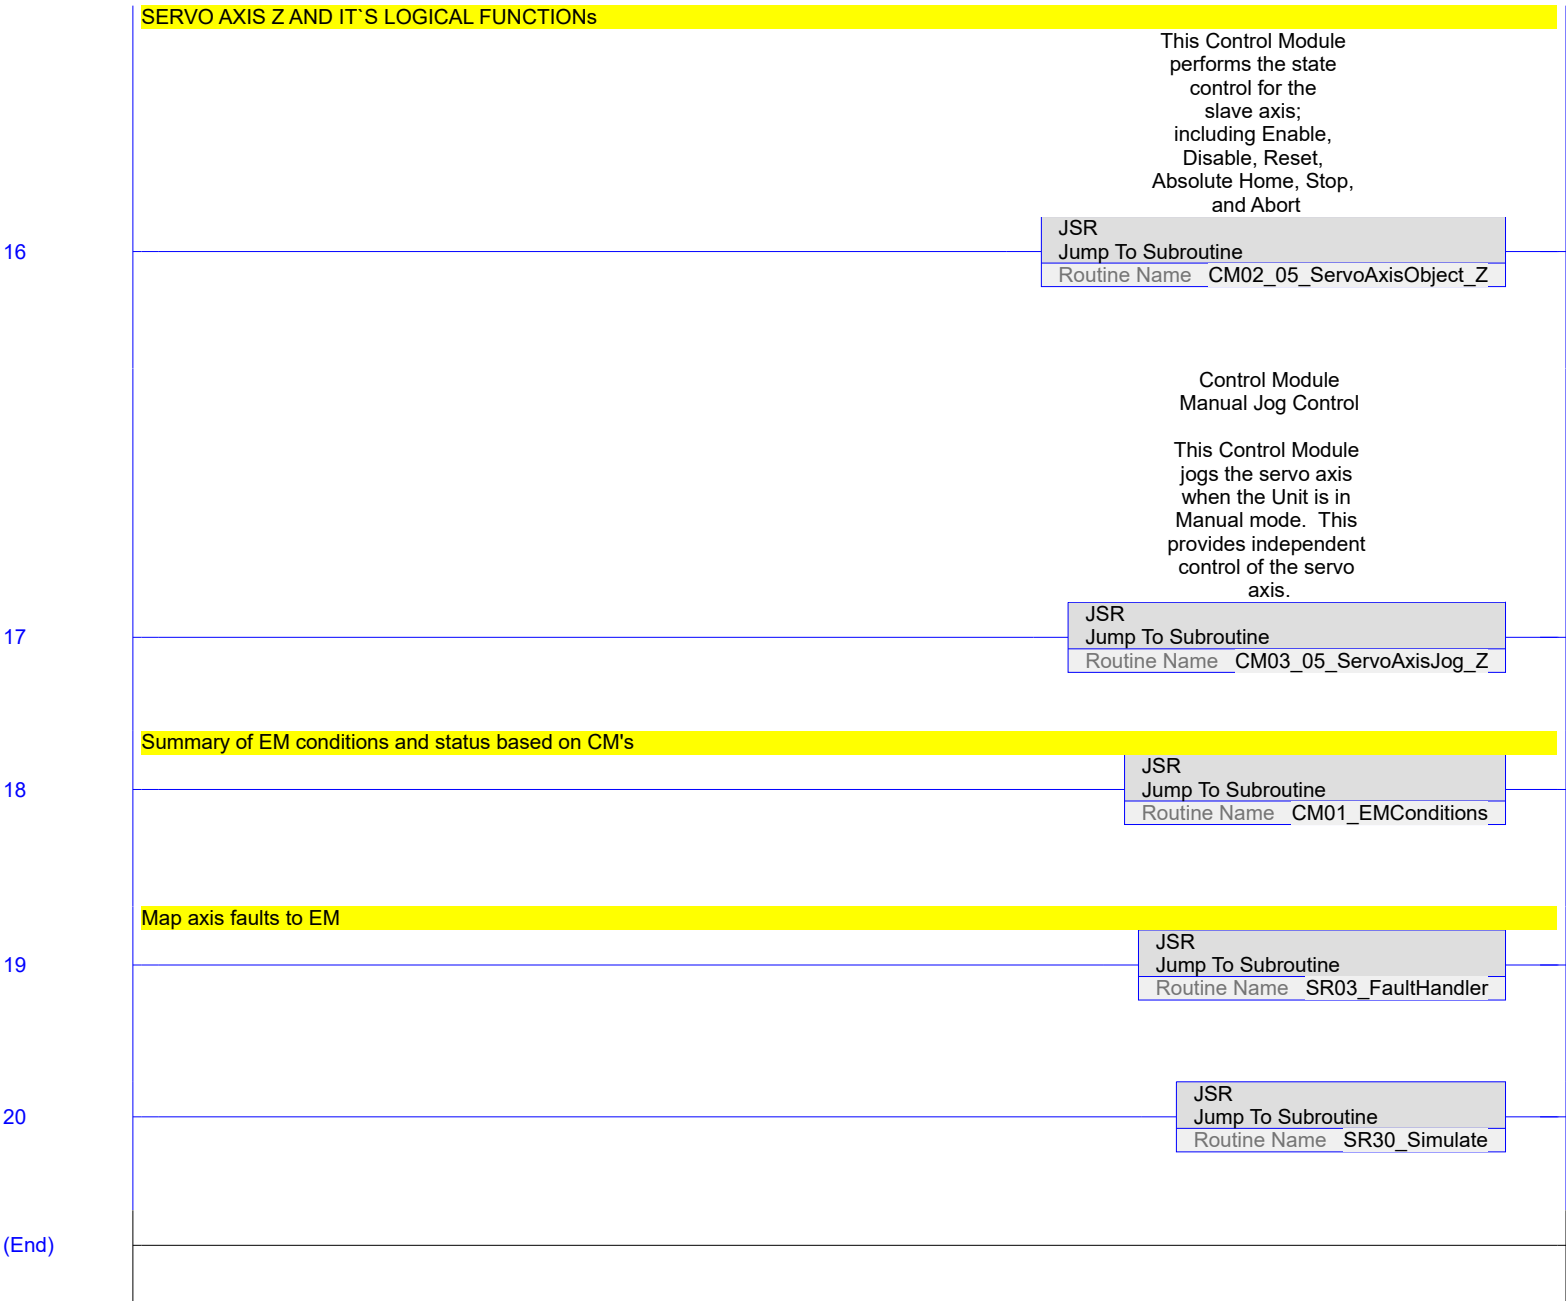 SERVO AXIS Z AND IT`S LOGICAL FUNCTIONs
This Control Module
performs the state
control for the
slave axis;
including Enable,
Disable, Reset,
Absolute Home, Stop,
and Abort
JSR
16
Jump To Subroutine
Routine Name CM02_05_ServoAxisObject_Z
Control Module
Manual Jog Control
This Control Module
jogs the servo axis
when the Unit is in
Manual mode.  This
provides independent
control of the servo
axis.
JSR
17
Jump To Subroutine
Routine Name CM03_05_ServoAxisJog_Z
Summary of EM conditions and status based on CM's
JSR
18
Jump To Subroutine
Routine Name CM01_EMConditions
Map axis faults to EM
JSR
19
Jump To Subroutine
Routine Name SR03_FaultHandler
JSR
20
Jump To Subroutine
Routine Name SR30_Simulate
(End)